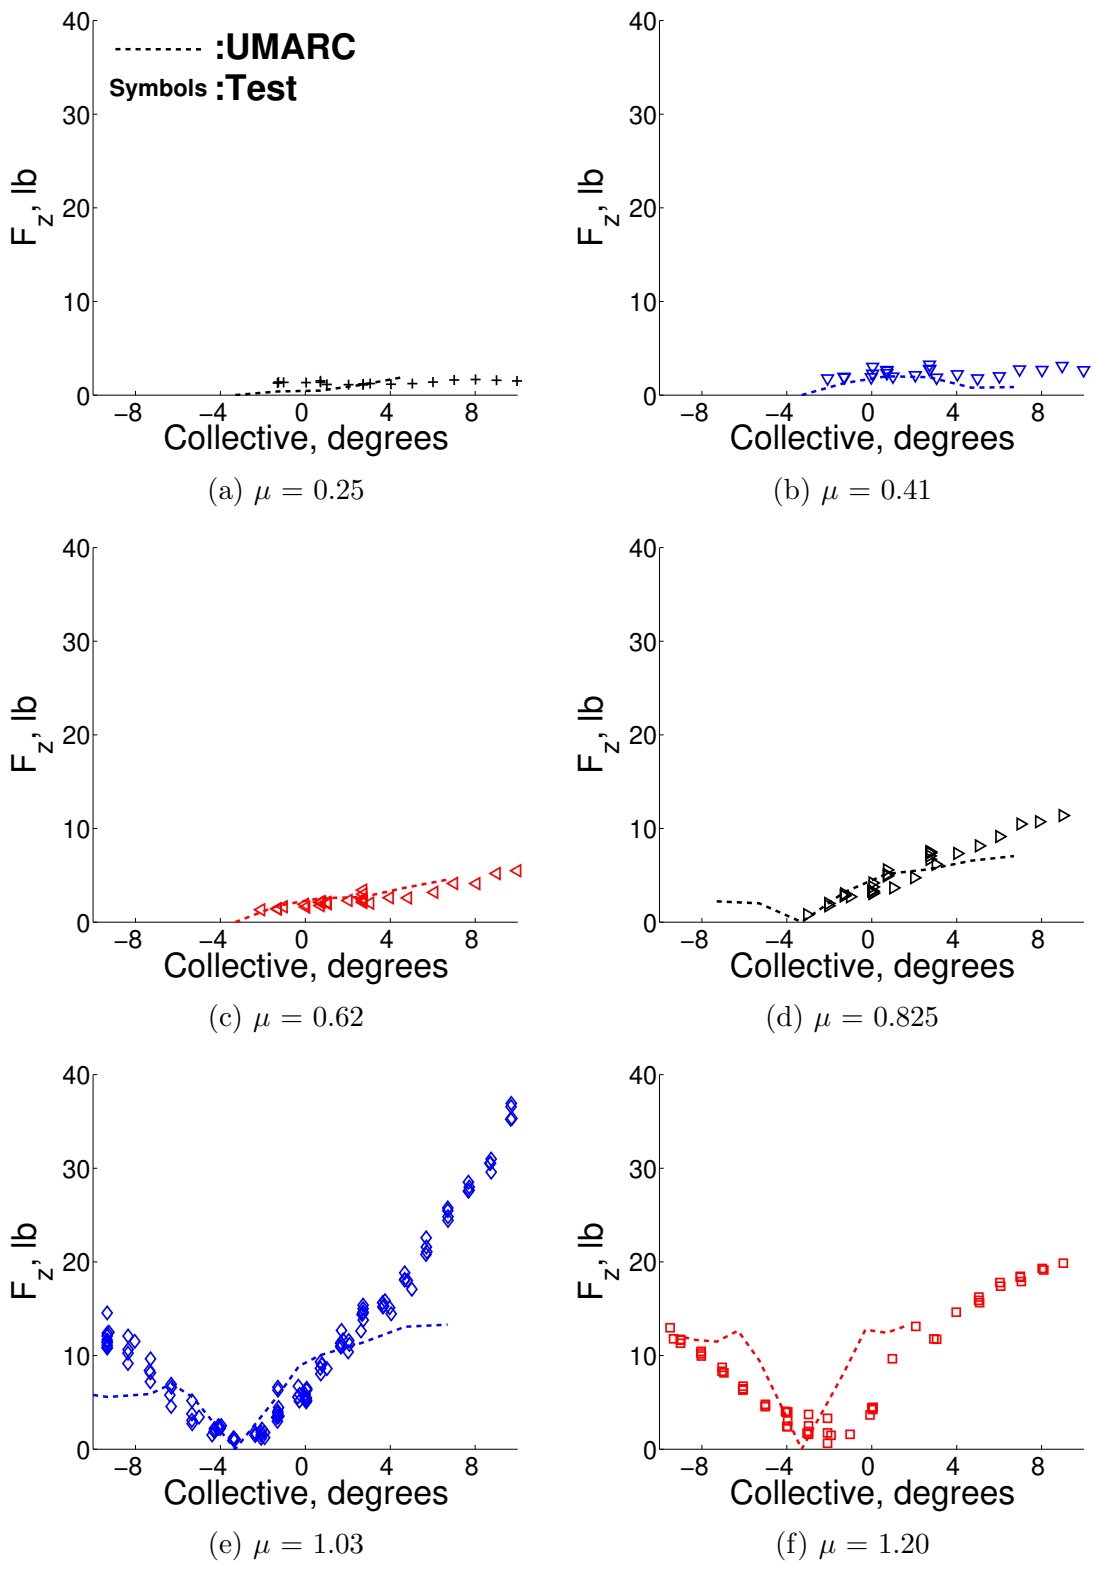 40
30
20
10
0
F_z, lb
:UMARC
Symbols :Test
−8 −4 0 4 8
Collective, degrees
(a) μ = 0.25
40
30
20
10
0
F_z, lb
−8 −4 0 4 8
Collective, degrees
(b) μ = 0.41
40
30
20
10
0
F_z, lb
−8 −4 0 4 8
Collective, degrees
(c) μ = 0.62
40
30
20
10
0
F_z, lb
−8 −4 0 4 8
Collective, degrees
(d) μ = 0.825
40
30
20
10
0
F_z, lb
−8 −4 0 4 8
Collective, degrees
(e) μ = 1.03
40
30
20
10
0
F_z, lb
−8 −4 0 4 8
Collective, degrees
(f) μ = 1.20